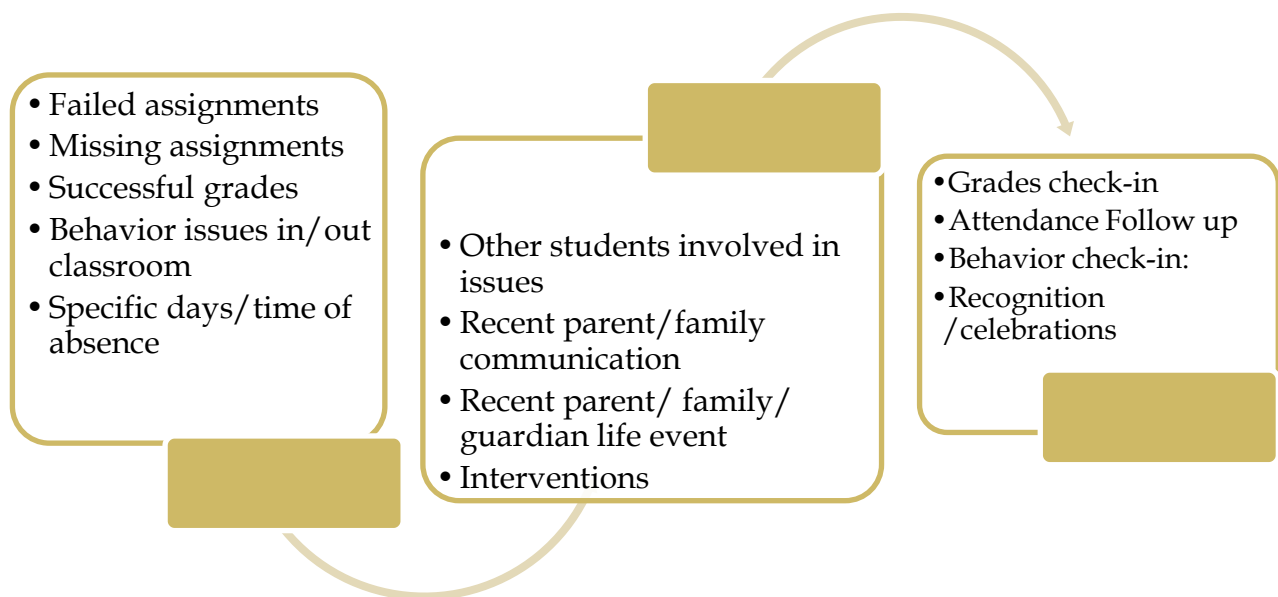 • Failed assignments
• Missing assignments
• Successful grades
• Behavior issues in/out
classroom
• Specific days/time of
absence
• Other students involved in
issues
• Recent parent/family
communication
• Recent parent/ family/
guardian life event
• Interventions
•Grades check-in
•Attendance Follow up
•Behavior check-in:
•Recognition
/celebrations